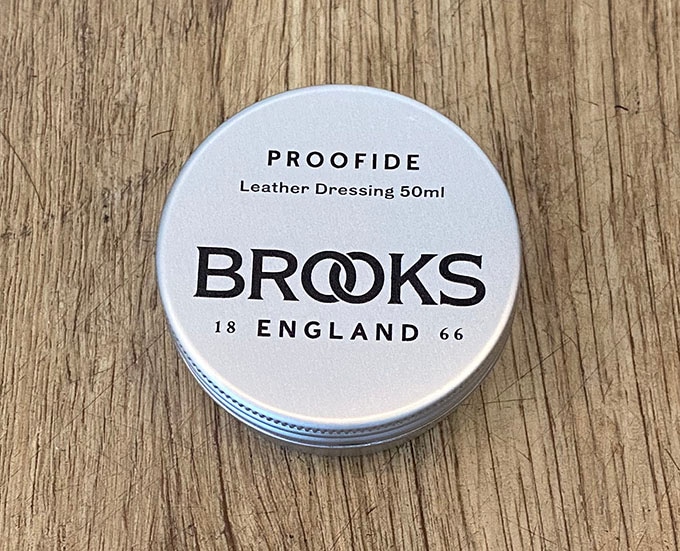 PROOFIDE
Leather Dressing 50ml
BROOKS
18 ENGLAND 66